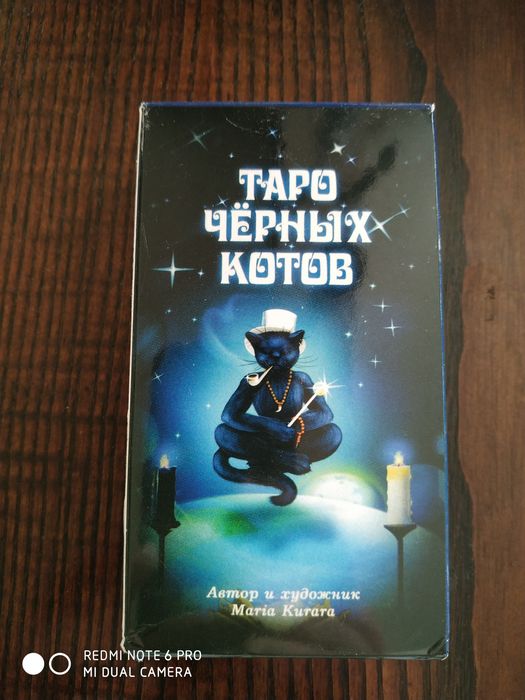 ТАРО
ЧЁРНЫХ
КОТОВ
Автор и художник
Maria Kurara
REDMI NOTE 6 PRO
MI DUAL CAMERA